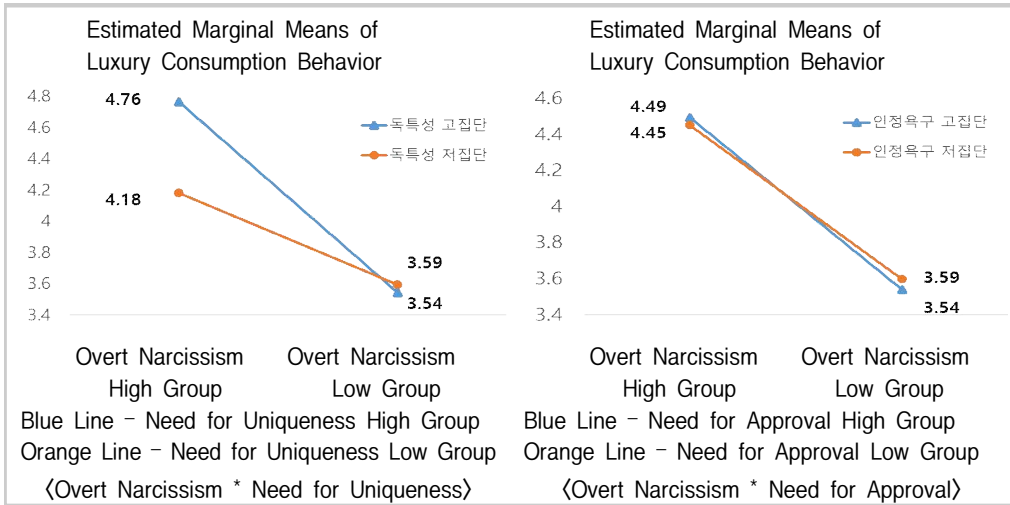 Estimated Marginal Means of
Luxury Consumption Behavior
4.8
4.6
4.4
4.2
4
3.8
3.6
3.4
4.76
4.18
3.59
3.54
독특성 고집단
독특성 저집단
Overt Narcissism
High Group
Overt Narcissism
Low Group
Blue Line - Need for Uniqueness High Group
Orange Line - Need for Uniqueness Low Group
〈Overt Narcissism * Need for Uniqueness〉
Estimated Marginal Means of
Luxury Consumption Behavior
4.6
4.4
4.2
4
3.8
3.6
3.4
4.49
4.45
3.59
3.54
인정욕구 고집단
인정욕구 저집단
Overt Narcissism
High Group
Overt Narcissism
Low Group
Blue Line - Need for Approval High Group
Orange Line - Need for Approval Low Group
〈Overt Narcissism * Need for Approval〉